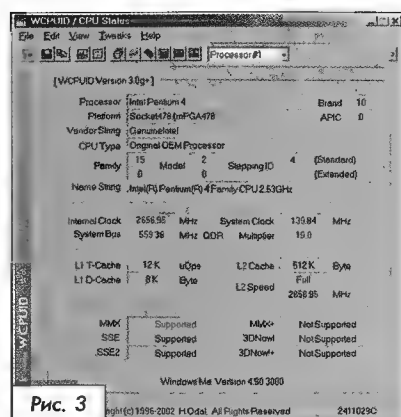 WCPUID / CPU Status
File Edit View Tweaks Help
Processor#1
[WCPUID Version 3.0g+]
Processor Intel Pentium 4 Brand 10
Platform Socket478 (mPGA478 APIC 0
Vendor String GenuineIntel
CPU Type Original OEM Processor
Family 15 Model 2 Stepping ID 4 (Standard)
0 0 (Extended)
Name String Intel(R) Pentium(R) 4 Family CPU 2.53GHz
Internal Clock 2656.95 MHz System Clock 139.84 MHz
System Bus 559.36 MHz QDR Multiplier 19.0
L1 T-Cache 12K uOps L2 Cache 512K Byte
L1 D-Cache 8K Byte L2 Speed Full
2656.95 MHz
MMX Supported MMX+ Not Supported
SSE Supported 3DNow! Not Supported
SSE2 Supported 3DNow!+ Not Supported
Windows Me Version 4.90.3000
WCPUID
Рис. 3
(c) 1996-2002 H.Oda!. All Rights Reserved 2411029C